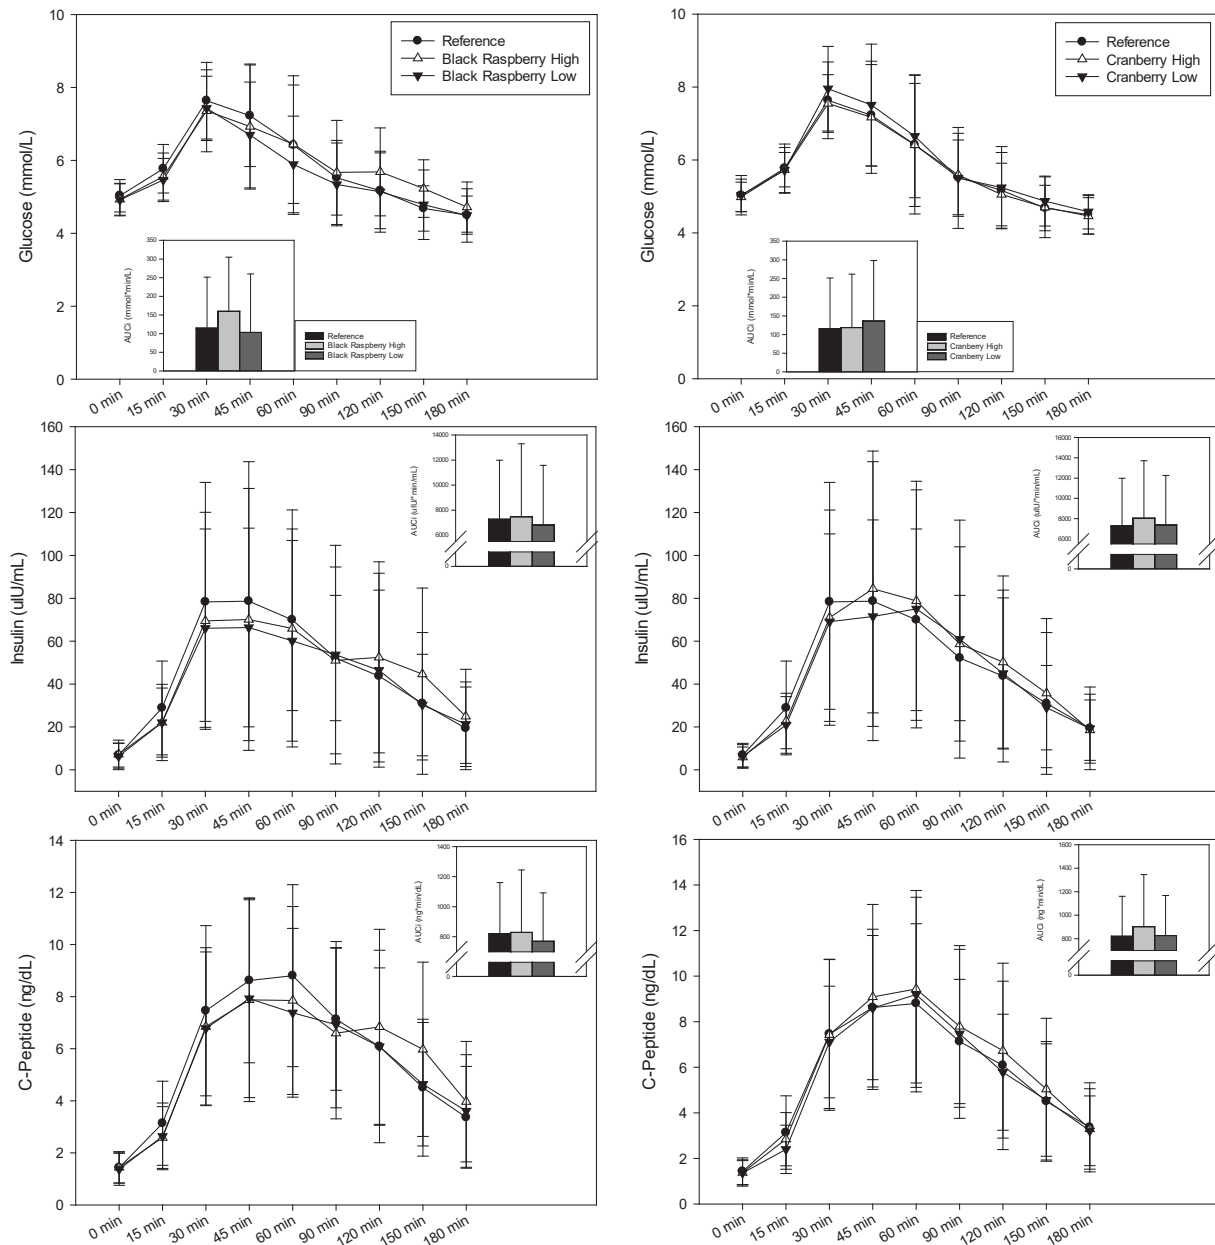 Glucose (mmol/L)
10
8
6
4
2
0
Reference
Black Raspberry High
Black Raspberry Low
AUCi (mmol*min/L)
350
300
250
200
150
100
50
0
Reference
Black Raspberry High
Black Raspberry Low
0 min
15 min
30 min
45 min
60 min
90 min
120 min
150 min
180 min
Glucose (mmol/L)
10
8
6
4
2
0
Reference
Cranberry High
Cranberry Low
AUCi (mmol*min/L)
350
300
250
200
150
100
50
0
Reference
Cranberry High
Cranberry Low
0 min
15 min
30 min
45 min
60 min
90 min
120 min
150 min
180 min
Insulin (uIU/mL)
160
140
120
100
80
60
40
20
0
AUCi (uIU/*min/mL)
14000
12000
10000
8000
6000
0
0 min
15 min
30 min
45 min
60 min
90 min
120 min
150 min
180 min
Insulin (uIU/mL)
160
140
120
100
80
60
40
20
0
AUCi (uIU/*min/mL)
16000
14000
12000
10000
8000
6000
0
0 min
15 min
30 min
45 min
60 min
90 min
120 min
150 min
180 min
C-Peptide (ng/dL)
14
12
10
8
6
4
2
0
AUCi (ng*min/dL)
1400
1200
1000
800
0
0 min
15 min
30 min
45 min
60 min
90 min
120 min
150 min
180 min
C-Peptide (ng/dL)
16
14
12
10
8
6
4
2
0
AUCi (ng*min/dL)
1600
1400
1200
1000
800
0
0 min
15 min
30 min
45 min
60 min
90 min
120 min
150 min
180 min